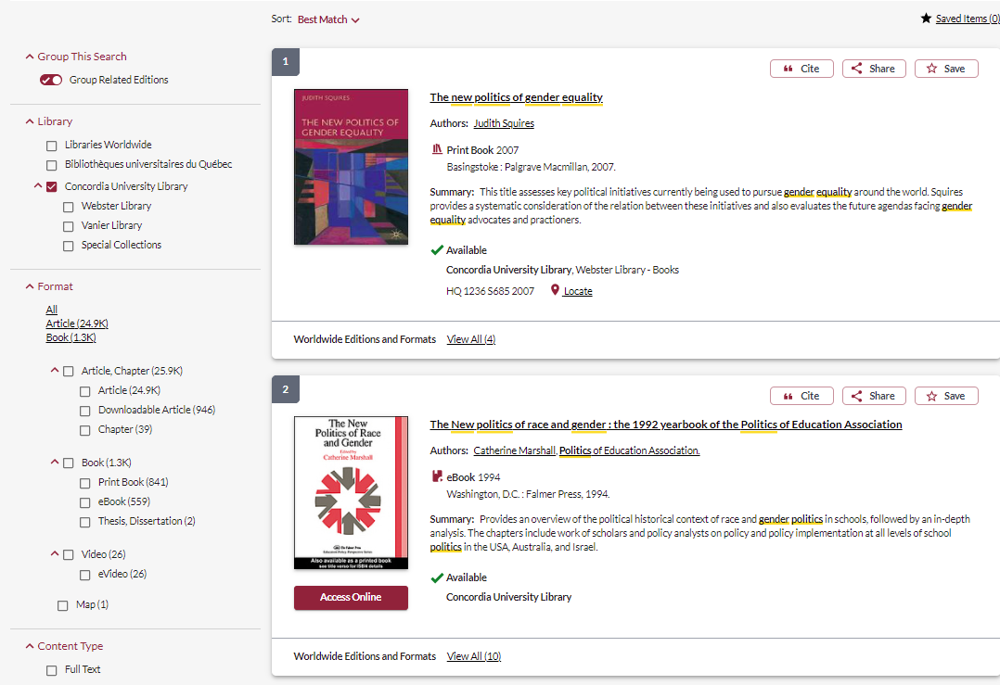 Sort: Best Match
Saved Items (0)
Group This Search
Group Related Editions
Library
Libraries Worldwide
Bibliothèques universitaires du Québec
Concordia University Library
Webster Library
Vanier Library
Special Collections
Format
All
Article (24.9K)
Book (1.3K)
Article, Chapter (25.9K)
Article (24.9K)
Downloadable Article (946)
Chapter (39)
Book (1.3K)
Print Book (841)
eBook (559)
Thesis, Dissertation (2)
Video (26)
eVideo (26)
Map (1)
Content Type
Full Text
1
Cite
Share
Save
JUDITH SQUIRES
THE NEW POLITICS OF
GENDER EQUALITY
The new politics of gender equality
Authors: Judith Squires
Print Book 2007
Basingstoke : Palgrave Macmillan, 2007.
Summary: This title assesses key political initiatives currently being used to pursue gender equality around the world. Squires
provides a systematic consideration of the relation between these initiatives and also evaluates the future agendas facing gender
equality advocates and practioners.
Available
Concordia University Library, Webster Library - Books
HQ 1236 S685 2007 Locate
Worldwide Editions and Formats View All (4)
2
Cite
Share
Save
The New
Politics of Race
and Gender
Edited by
Catherine Marshall
Also available as a printed book
see title verso for ISBN details
Access Online
The New politics of race and gender : the 1992 yearbook of the Politics of Education Association
Authors: Catherine Marshall, Politics of Education Association.
eBook 1994
Washington, D.C. : Falmer Press, 1994.
Summary: Provides an overview of the political historical context of race and gender politics in schools, followed by an in-depth
analysis. The chapters include work of scholars and policy analysts on policy and policy implementation at all levels of school
politics in the USA, Australia, and Israel.
Available
Concordia University Library
Worldwide Editions and Formats View All (10)